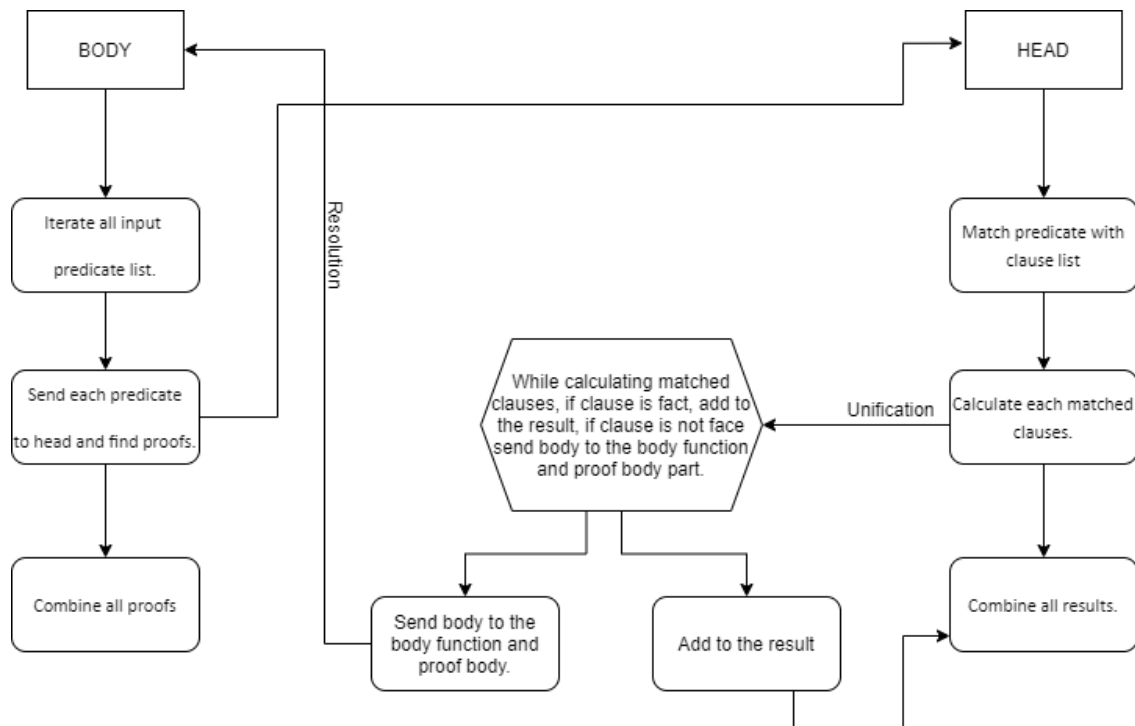 BODY
HEAD
Iterate all input
predicate list.
Resolution
Match predicate with
clause list
Send each predicate
to head and find proofs.
While calculating matched
clauses, if clause is fact, add to
the result, if clause is not face
send body to the body function
and proof body part.
Unification
Calculate each matched
clauses.
Combine all proofs
Send body to the
body function and
proof body.
Add to the result
Combine all results.